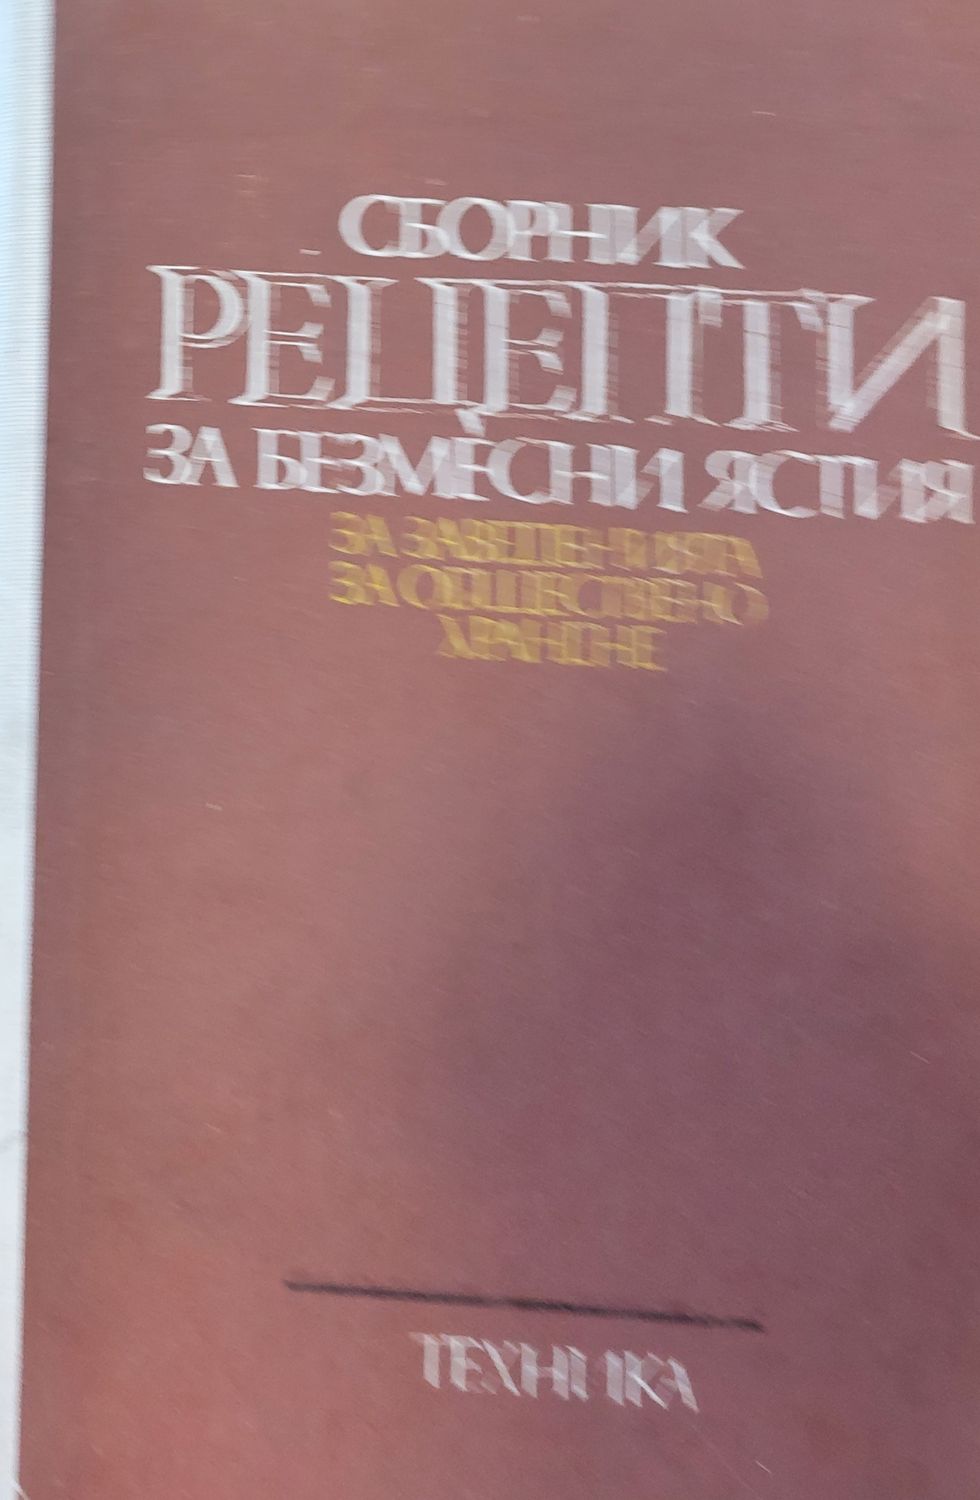 СБОРНИК
РЕЦЕПТИ
ЗА БЕЗМЕСНИ ЯСТИЯ
ЗА ЗАВЕДЕНИЯТА
ЗА ОБЩЕСТВЕНО
ХРАНЕНЕ
ТЕХНИКА